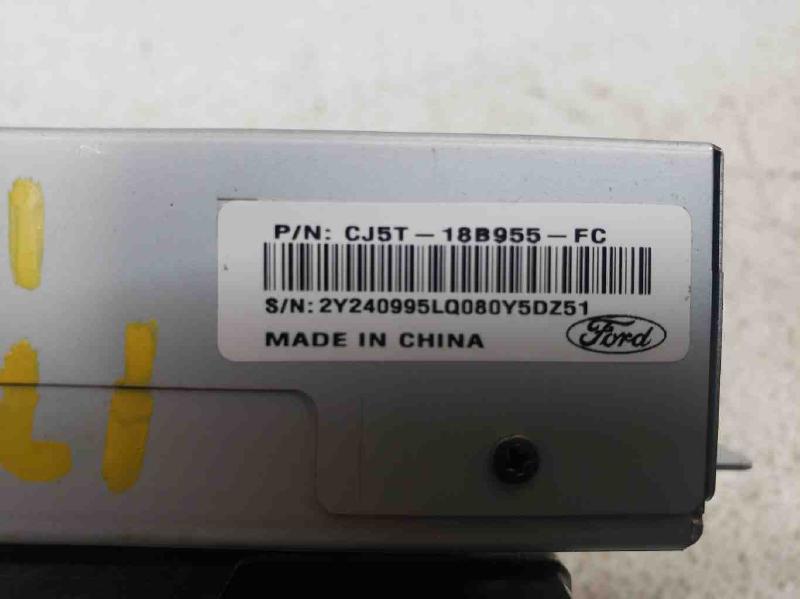 P/N: CJ5T-18B955-FC
S/N: 2Y240995LQ080Y5DZ51
MADE IN CHINA
Ford